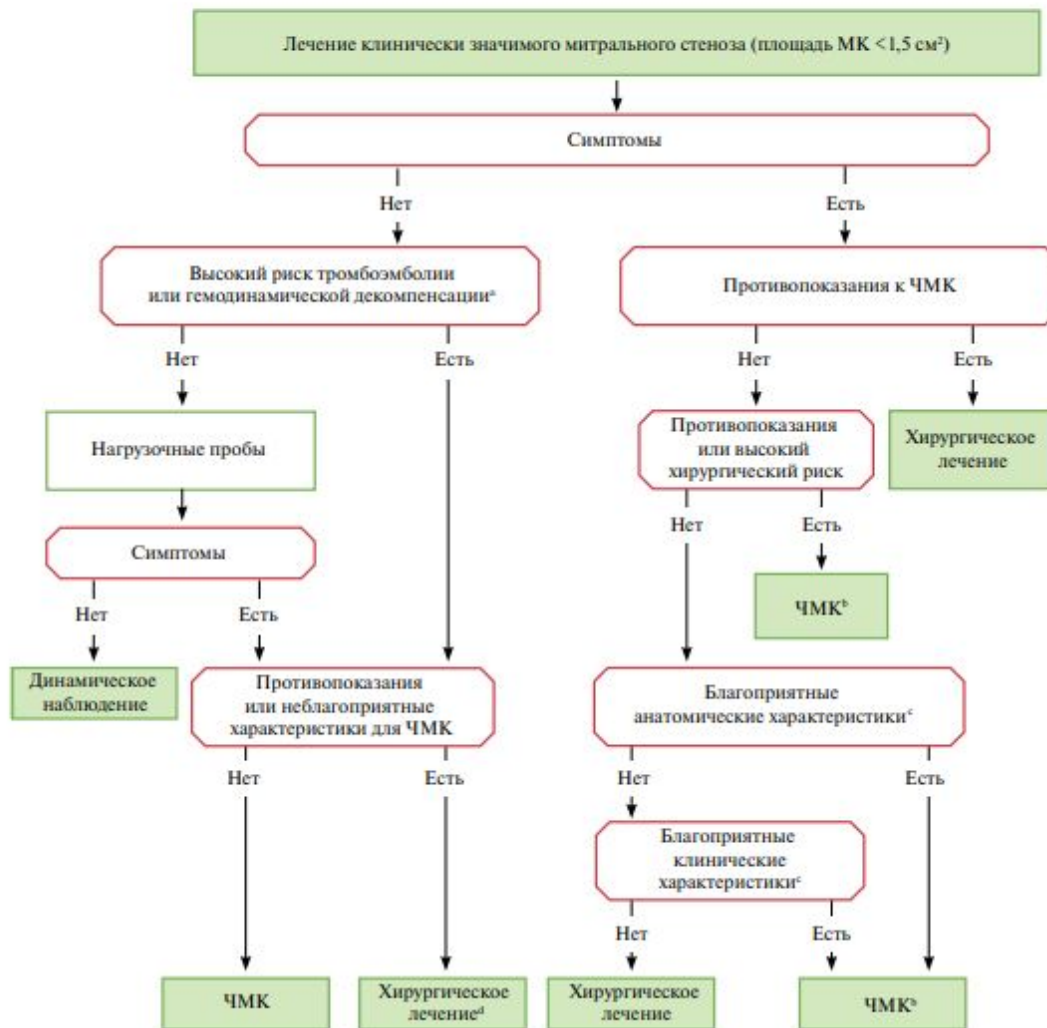 Лечение клинически значимого митрального стеноза (площадь МК <1,5 см²)
Симптомы
Нет
Есть
Высокий риск тромбоэмболии
или гемодинамической декомпенсацииᵃ
Противопоказания к ЧМК
Нет
Есть
Нет
Есть
Нагрузочные пробы
Противопоказания
или высокий
хирургический риск
Хирургическое
лечение
Симптомы
Нет
Есть
Нет
Есть
ЧМКᵇ
Динамическое
наблюдение
Противопоказания
или неблагоприятные
характеристики для ЧМК
Благоприятные
анатомические характеристикиᶜ
Нет
Есть
Нет
Есть
Благоприятные
клинические
характеристикиᶜ
Нет
Есть
ЧМК
Хирургическое
лечениеᵈ
Хирургическое
лечение
ЧМКᵇ